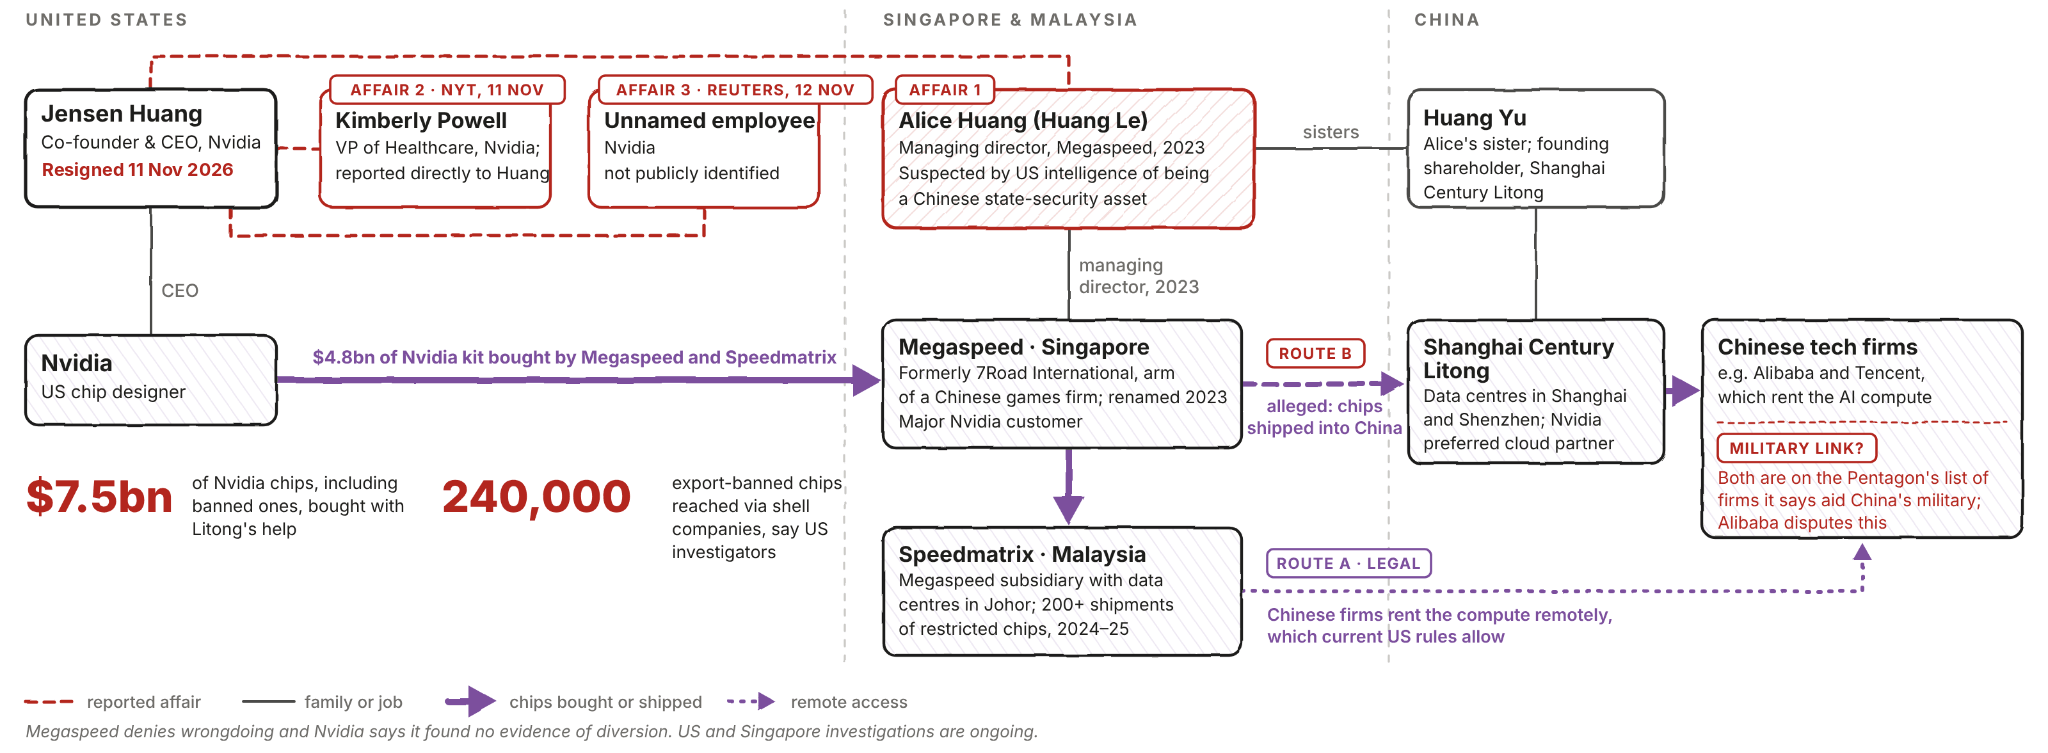 UNITED STATES
SINGAPORE & MALAYSIA
CHINA
Jensen Huang
Co-founder & CEO, Nvidia
Resigned 11 Nov 2026
AFFAIR 2 · NYT, 11 NOV
Kimberly Powell
VP of Healthcare, Nvidia;
reported directly to Huang
AFFAIR 3 · REUTERS, 12 NOV
Unnamed employee
Nvidia
not publicly identified
AFFAIR 1
Alice Huang (Huang Le)
Managing director, Megaspeed, 2023
Suspected by US intelligence of being
a Chinese state-security asset
sisters
Huang Yu
Alice's sister; founding
shareholder, Shanghai
Century Litong
CEO
managing
director, 2023
Nvidia
US chip designer
$4.8bn of Nvidia kit bought by Megaspeed and Speedmatrix
Megaspeed · Singapore
Formerly 7Road International, arm
of a Chinese games firm; renamed 2023
Major Nvidia customer
ROUTE B
alleged: chips
shipped into China
Shanghai Century
Litong
Data centres in Shanghai
and Shenzhen; Nvidia
preferred cloud partner
Chinese tech firms
e.g. Alibaba and Tencent,
which rent the AI compute
MILITARY LINK?
Both are on the Pentagon's list of
firms it says aid China's military;
Alibaba disputes this
$7.5bn
of Nvidia chips, including
banned ones, bought with
Litong's help
240,000
export-banned chips
reached via shell
companies, say US
investigators
Speedmatrix · Malaysia
Megaspeed subsidiary with data
centres in Johor; 200+ shipments
of restricted chips, 2024–25
ROUTE A · LEGAL
Chinese firms rent the compute remotely,
which current US rules allow
reported affair
family or job
chips bought or shipped
remote access
Megaspeed denies wrongdoing and Nvidia says it found no evidence of diversion. US and Singapore investigations are ongoing.